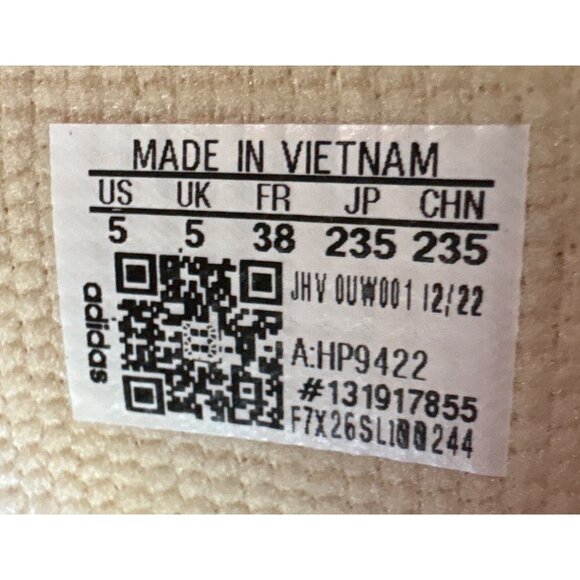 MADE IN VIETNAM
US UK FR JP CHN
5 5 38 235 235
JHV 0UW001 12/22
A:HP9422
#131917855
F7X26SL100244
adidas